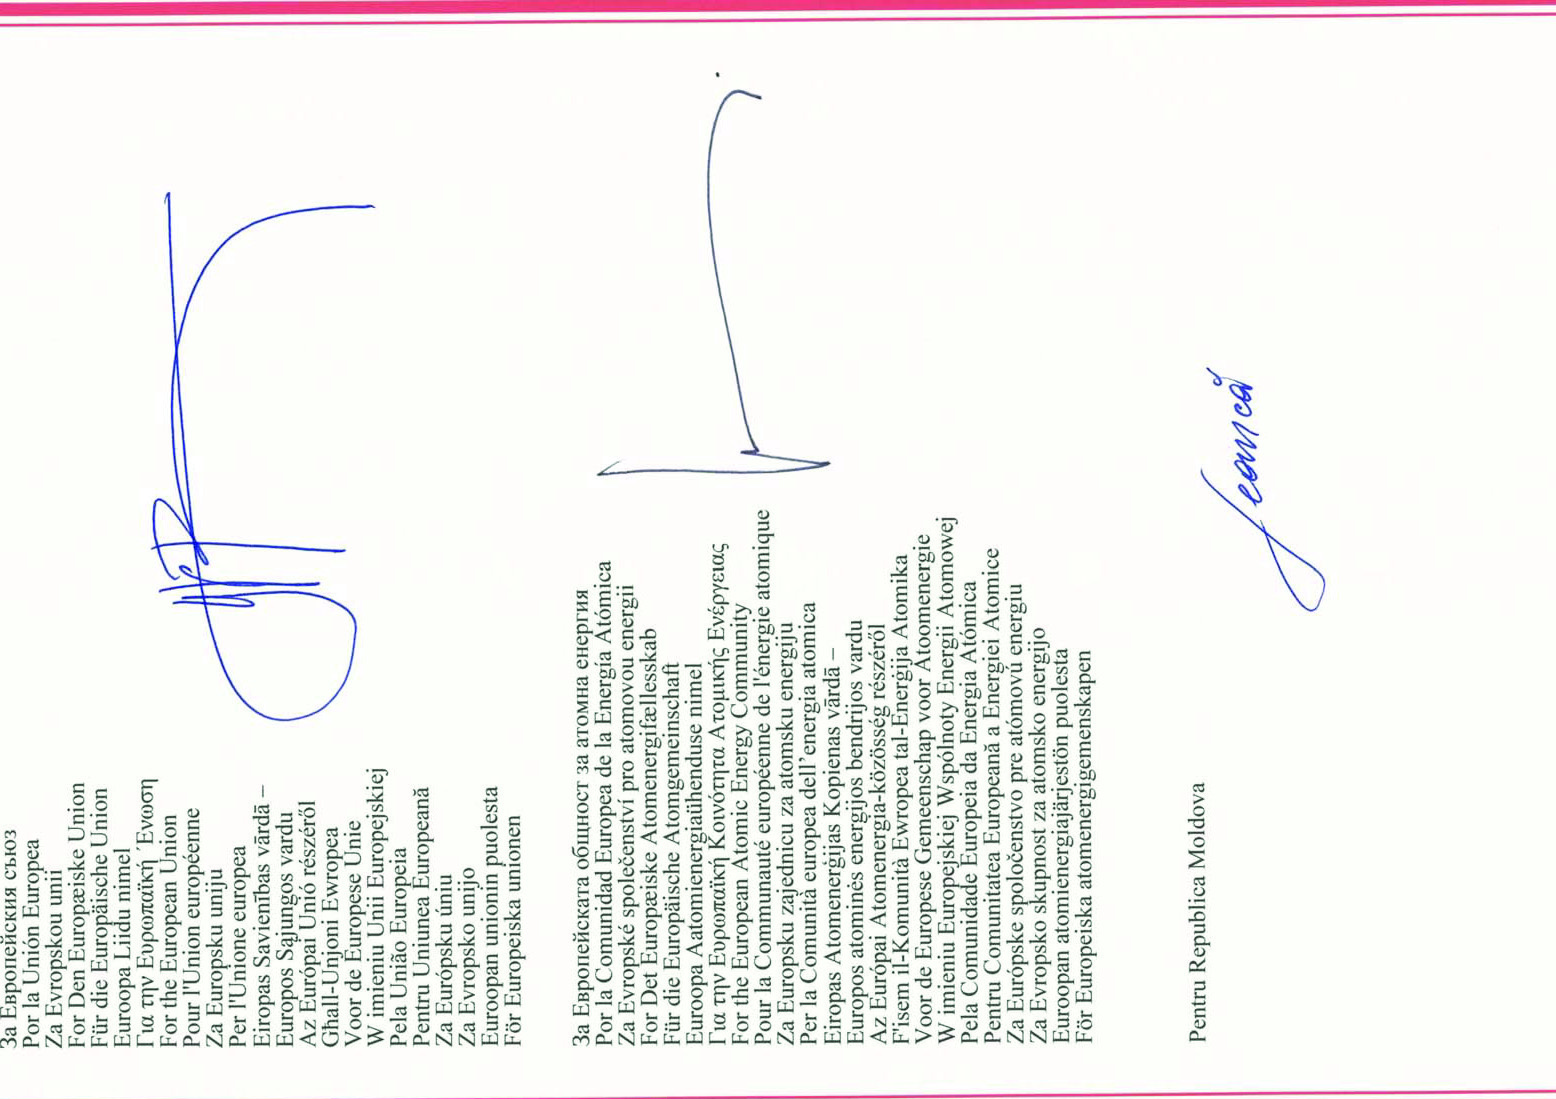 За Европейския съюз
Por la Unión Europea
Za Evropskou unii
For Den Europæiske Union
Für die Europäische Union
Euroopa Liidu nimel
Για την Ευρωπαϊκή Ένωση
For the European Union
Pour l'Union européenne
Za Europsku uniju
Per l'Unione europea
Eiropas Savienības vārdā –
Europos Sąjungos vardu
Az Európai Unió részéről
Għall-Unjoni Ewropea
Voor de Europese Unie
W imieniu Unii Europejskiej
Pela União Europeia
Pentru Uniunea Europeană
Za Európsku úniu
Za Evropsko unijo
Euroopan unionin puolesta
För Europeiska unionen
За Европейската общност за атомна енергия
Por la Comunidad Europea de la Energía Atómica
Za Evropské společenství pro atomovou energii
For Det Europæiske Atomenergifællesskab
Für die Europäische Atomgemeinschaft
Euroopa Aatomienergiaühenduse nimel
Για την Ευρωπαϊκή Κοινότητα Ατομικής Ενέργειας
For the European Atomic Energy Community
Pour la Communauté européenne de l'énergie atomique
Za Europsku zajednicu za atomsku energiju
Per la Comunità europea dell'energia atomica
Eiropas Atomenerģijas Kopienas vārdā –
Europos atominės energijos bendrijos vardu
Az Európai Atomenergia-közösség részéről
F'isem il-Komunità Ewropea tal-Enerġija Atomika
Voor de Europese Gemeenschap voor Atoomenergie
W imieniu Europejskiej Wspólnoty Energii Atomowej
Pela Comunidade Europeia da Energia Atómica
Pentru Comunitatea Europeană a Energiei Atomice
Za Európske spoločenstvo pre atómovú energiu
Za Evropsko skupnost za atomsko energijo
Euroopan atomienergiajärjestön puolesta
För Europeiska atomenergigemenskapen
Pentru Republica Moldova
Leancă